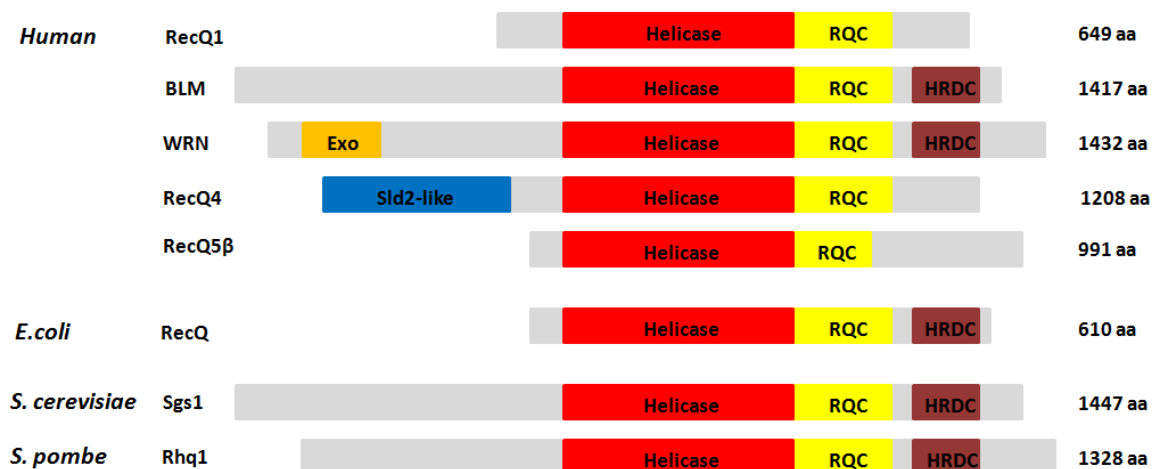 Human RecQ1 Helicase RQC 649 aa
BLM Helicase RQC HRDC 1417 aa
WRN Exo Helicase RQC HRDC 1432 aa
RecQ4 Sld2-like Helicase RQC 1208 aa
RecQ5β Helicase RQC 991 aa
E.coli RecQ Helicase RQC HRDC 610 aa
S. cerevisiae Sgs1 Helicase RQC HRDC 1447 aa
S. pombe Rhq1 Helicase RQC HRDC 1328 aa